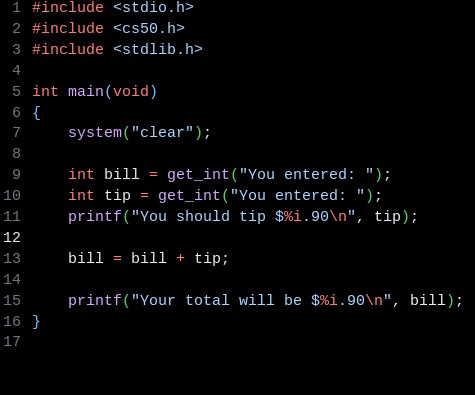 1 #include <stdio.h>
2 #include <cs50.h>
3 #include <stdlib.h>
4
5 int main(void)
6 {
7     system("clear");
8
9     int bill = get_int("You entered: ");
10     int tip = get_int("You entered: ");
11     printf("You should tip $%i.90\n", tip);
12
13     bill = bill + tip;
14
15     printf("Your total will be $%i.90\n", bill);
16 }
17